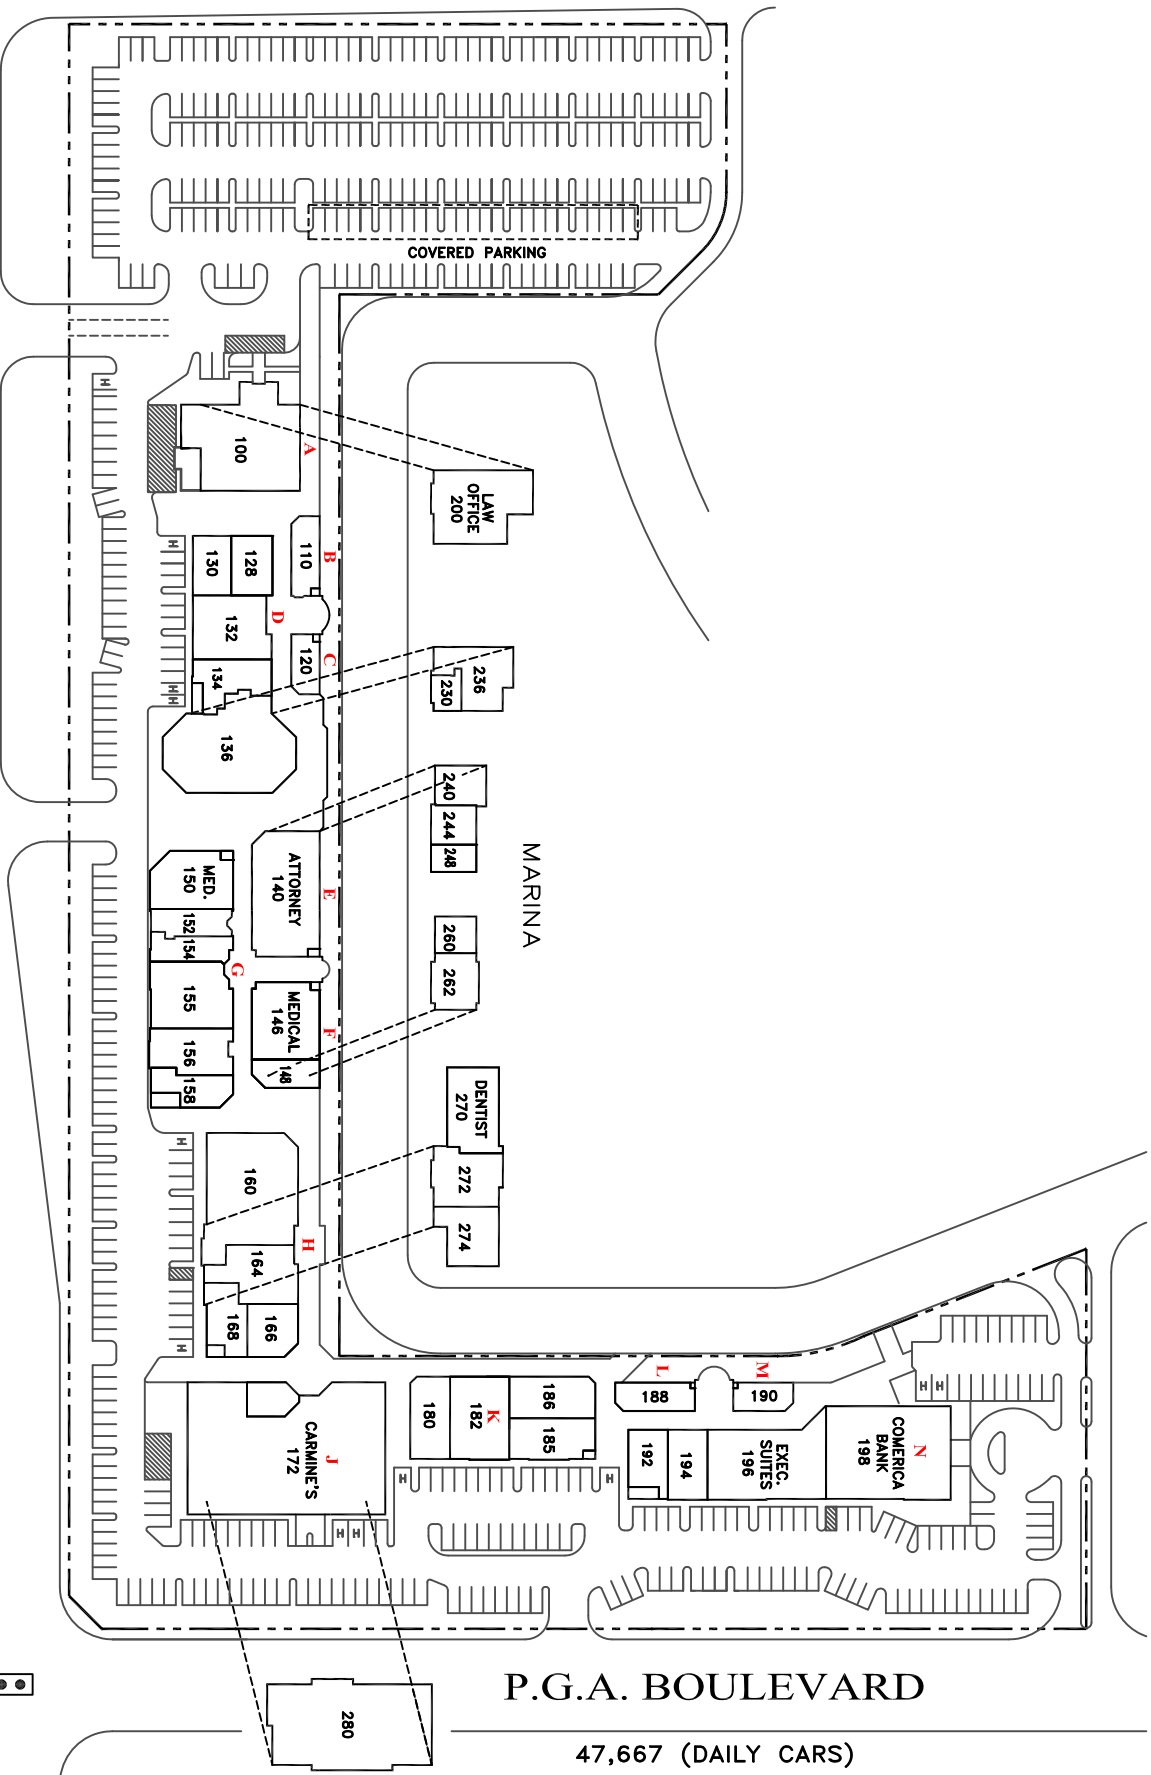 COVERED PARKING
H
100
A
LAW
OFFICE
200
H
130
128
110
B
D
132
120
C
134
H
H
236
230
136
240
244
248
MARINA
MED.
150
ATTORNEY
140
E
152
154
G
260
262
155
MEDICAL
146
F
156
158
148
DENTIST
270
H
160
272
274
H
164
168
166
H
L
M
H H
188
190
180
182
K
186
185
CARMINE'S
172
J
192
194
EXEC.
SUITES
196
COMERICA
BANK
198
N
H
H
H H
P.G.A. BOULEVARD
280
47,667 (DAILY CARS)